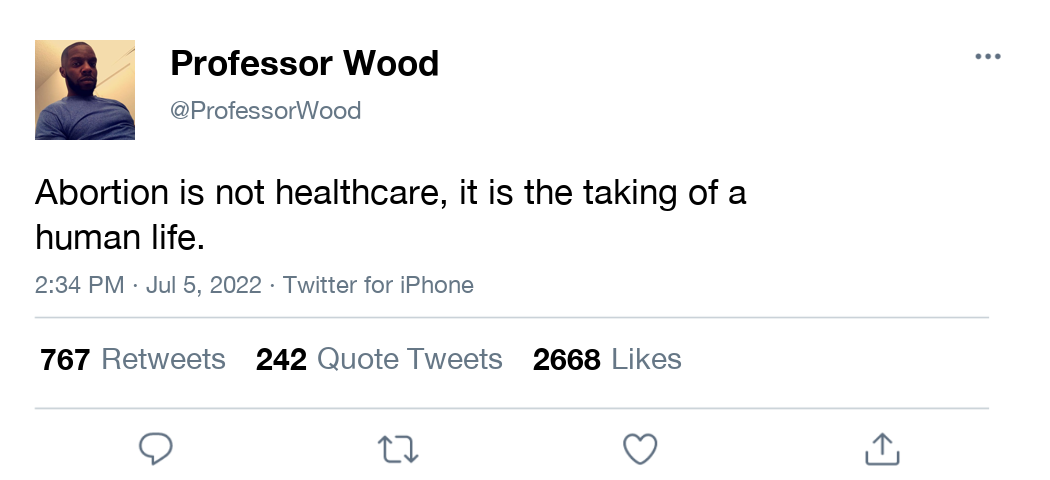 Professor Wood
@ProfessorWood
Abortion is not healthcare, it is the taking of a
human life.
2:34 PM · Jul 5, 2022 · Twitter for iPhone
767 Retweets 242 Quote Tweets 2668 Likes